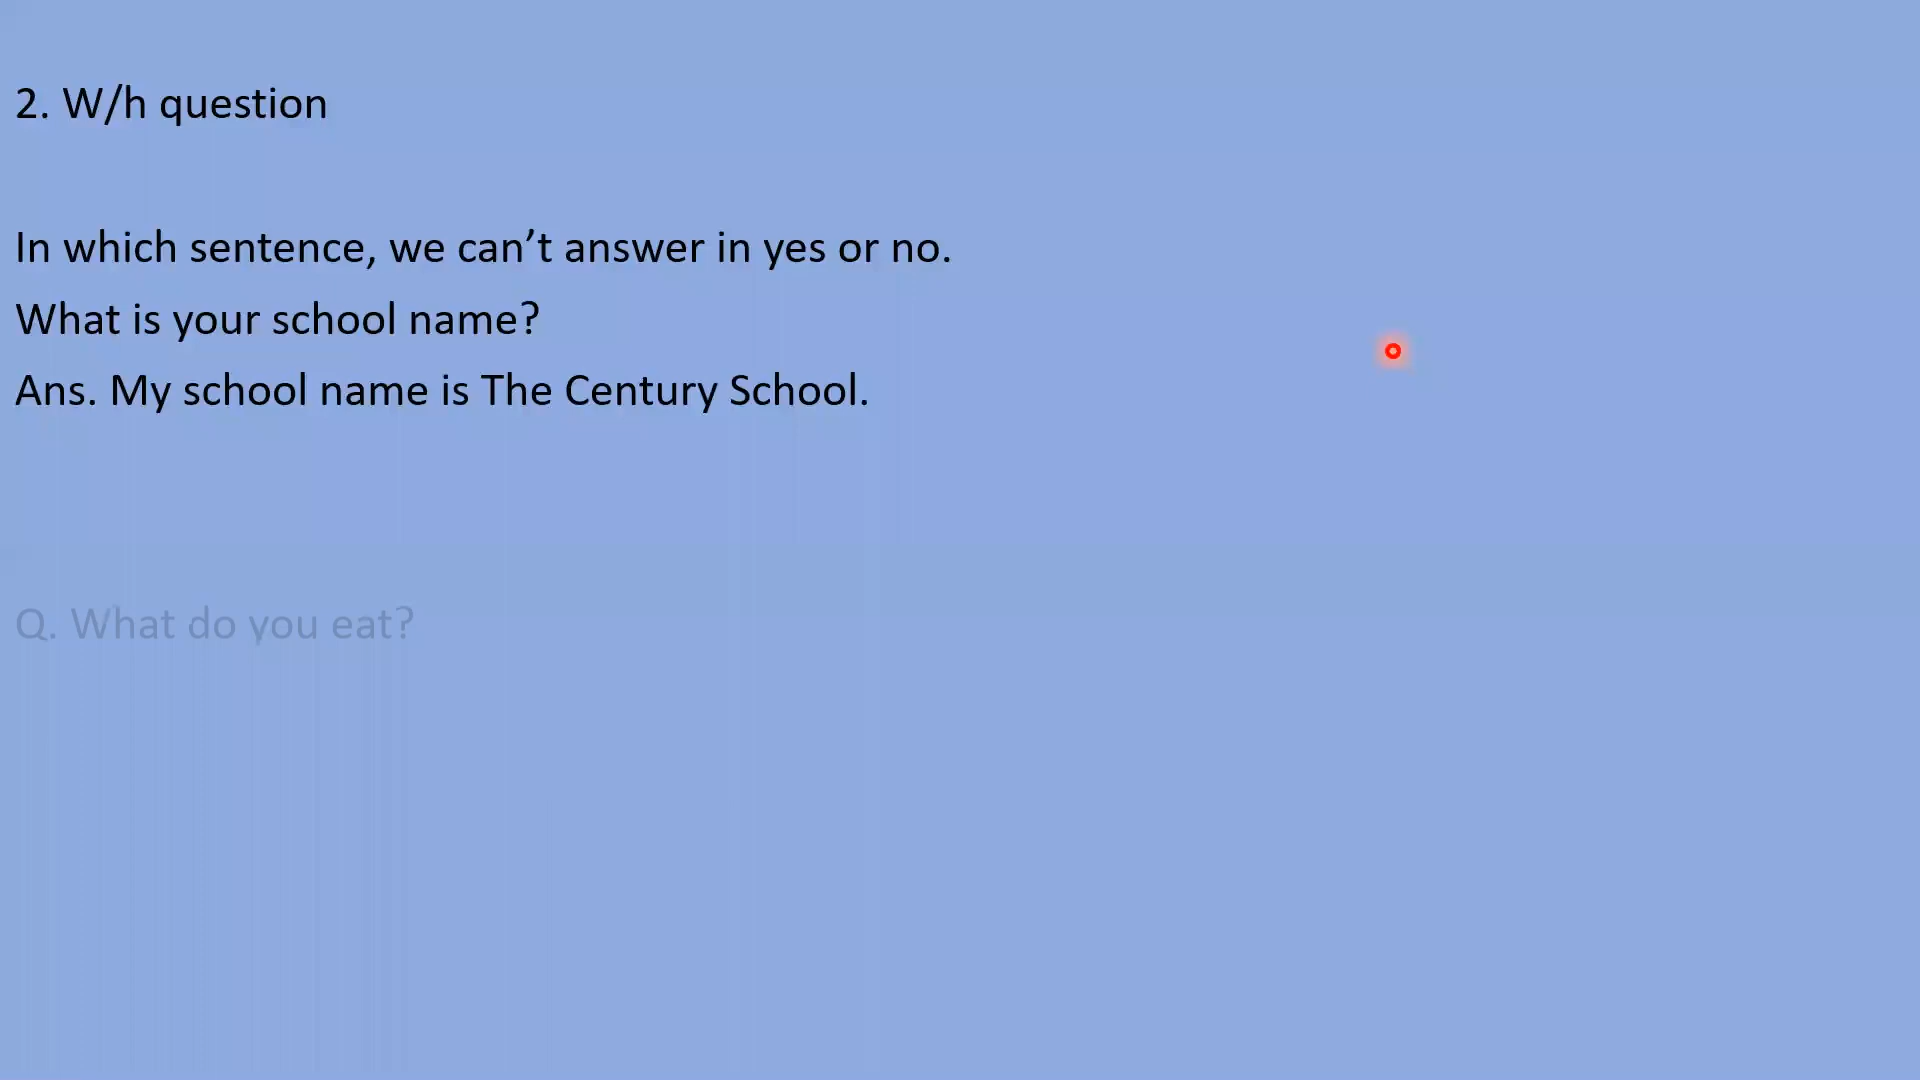 2. W/h question
In which sentence, we can’t answer in yes or no.
What is your school name?
Ans. My school name is The Century School.
Q. What do you eat?